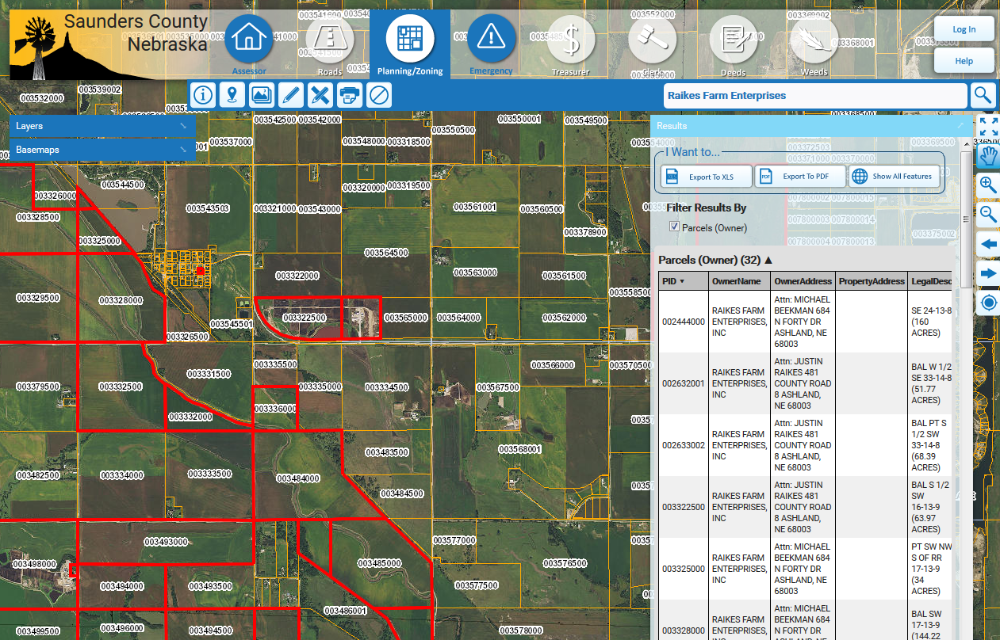 Saunders County
Nebraska
Assessor
Roads
Planning/Zoning
Emergency
Treasurer
Clerk
Deeds
Weeds
Log In
Help
Raikes Farm Enterprises
Layers
Basemaps
Results
I Want to...
Export To XLS
Export To PDF
Show All Features
Filter Results By
Parcels (Owner)
Parcels (Owner) (32) ▲
PID ▼ OwnerName OwnerAddress PropertyAddress LegalDesc
002444000
RAIKES FARM
ENTERPRISES,
INC
Attn: MICHAEL
BEEKMAN 684
N FORTY DR
ASHLAND, NE
68003
SE 24-13-8
(160
ACRES)
002632001
RAIKES FARM
ENTERPRISES,
INC
Attn: JUSTIN
RAIKES 481
COUNTY ROAD
8 ASHLAND,
NE 68003
BAL W 1/2
SE 33-14-8
(51.77
ACRES)
002633002
RAIKES FARM
ENTERPRISES,
INC
Attn: JUSTIN
RAIKES 481
COUNTY ROAD
8 ASHLAND,
NE 68003
BAL PT S
1/2 SW
33-14-8
(68.39
ACRES)
003322500
RAIKES FARM
ENTERPRISES,
INC
Attn: JUSTIN
RAIKES 481
COUNTY ROAD
8 ASHLAND,
NE 68003
BAL S 1/2
SW
16-13-9
(63.97
ACRES)
003325000
RAIKES FARM
ENTERPRISES,
INC
Attn: MICHAEL
BEEKMAN 684
N FORTY DR
ASHLAND, NE
68003
PT SW NW
S OF RR
17-13-9
(34
ACRES)
003328000
RAIKES FARM
ENTERPRISES,
Attn: MICHAEL
BEEKMAN 684
N FORTY DR
BAL SW
17-13-9
(144.22
003532000
003539002
003542500 003542000
003550001
003549500
003550500
003537000
003548000 003318500
003544500
003326000
003320000 003319500
003328500
003543503
003321000 003543000
003561001
003560500
003325000
003378900
003564500
003322000
003563000
003561500
003329500
003328000
003558500
003545501
003322500
003565000
003564000
003562000
003326500
003335500
003566000
003570500
003331500
003379500
003332500
003335000
003334500
003567500
003336000
003332000
003483500
003568001
003482500
003334000
003333500
003484000
003484500
003493000
003577000
003498000
003485000
003576500
003494000
003493500
003577500
003486001
003499500
003496000
003494500
003578000